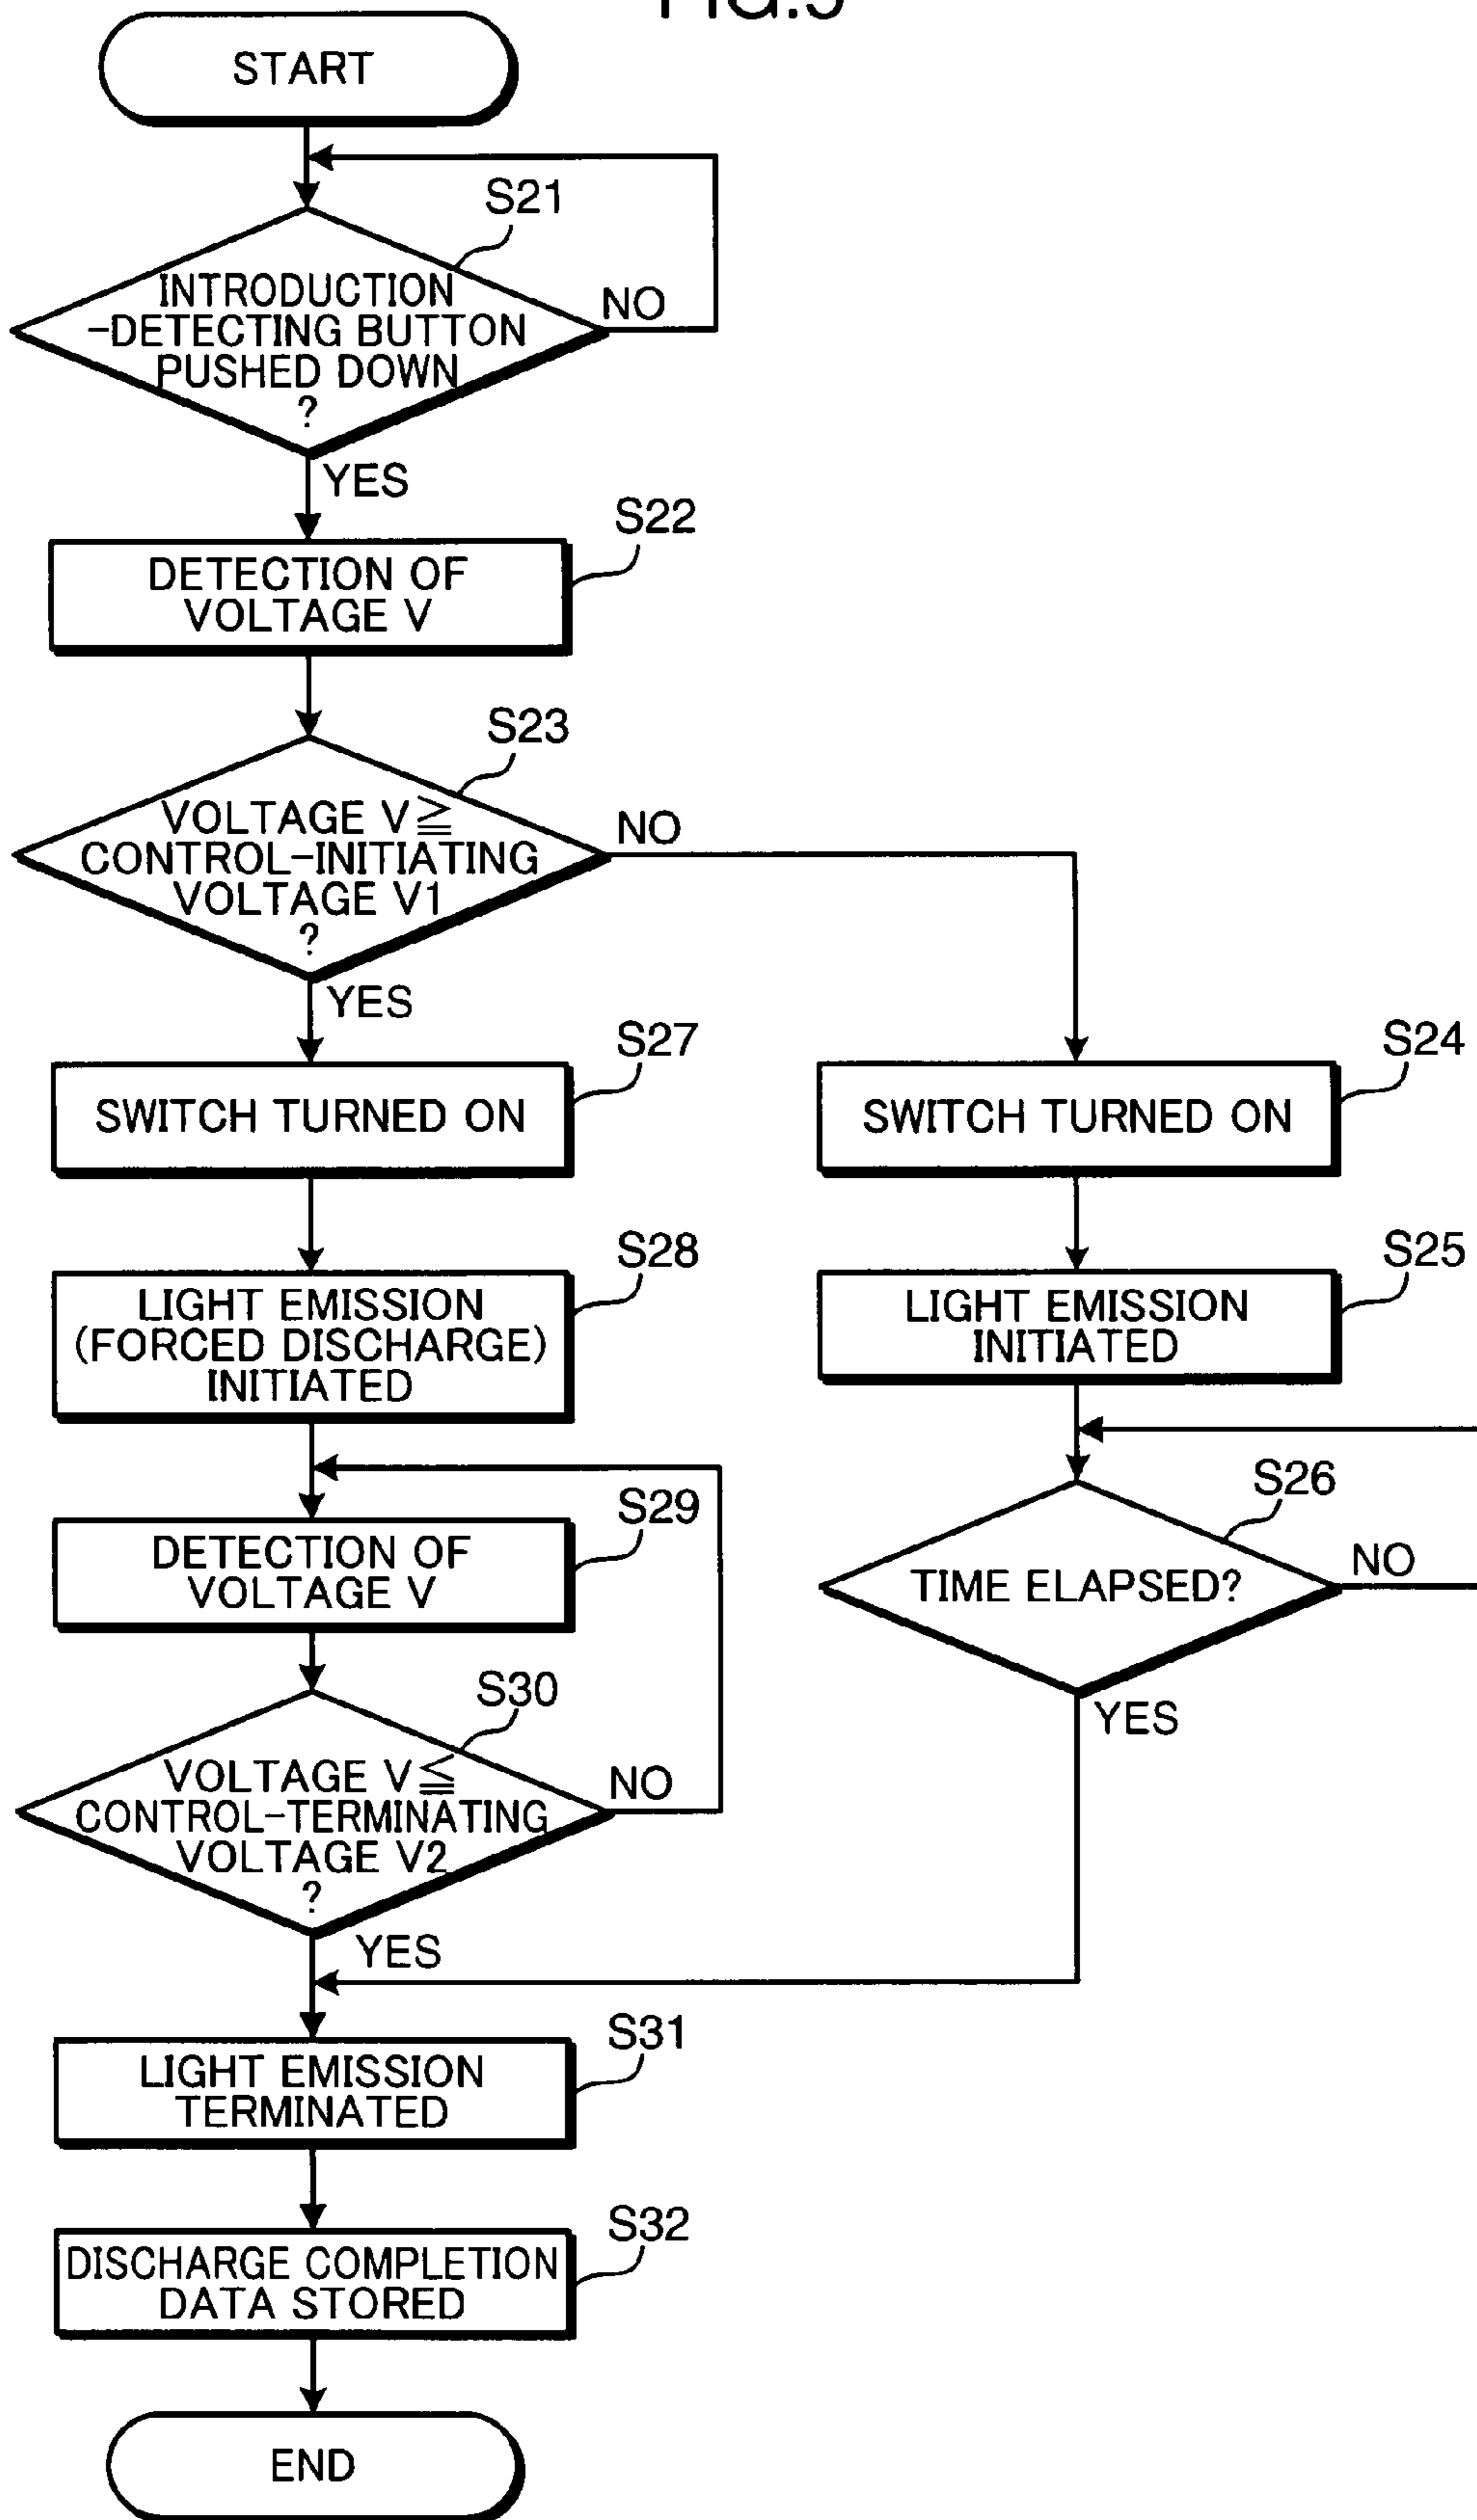 START
S21
INTRODUCTION
-DETECTING BUTTON
PUSHED DOWN
?
NO
YES
S22
DETECTION OF
VOLTAGE V
S23
VOLTAGE V≧
CONTROL-INITIATING
VOLTAGE V1
?
NO
YES
S27
SWITCH TURNED ON
S24
SWITCH TURNED ON
S28
LIGHT EMISSION
(FORCED DISCHARGE)
INITIATED
S25
LIGHT EMISSION
INITIATED
S29
DETECTION OF
VOLTAGE V
S26
TIME ELAPSED?
NO
YES
S30
VOLTAGE V≦
CONTROL-TERMINATING
VOLTAGE V2
?
NO
YES
S31
LIGHT EMISSION
TERMINATED
S32
DISCHARGE COMPLETION
DATA STORED
END